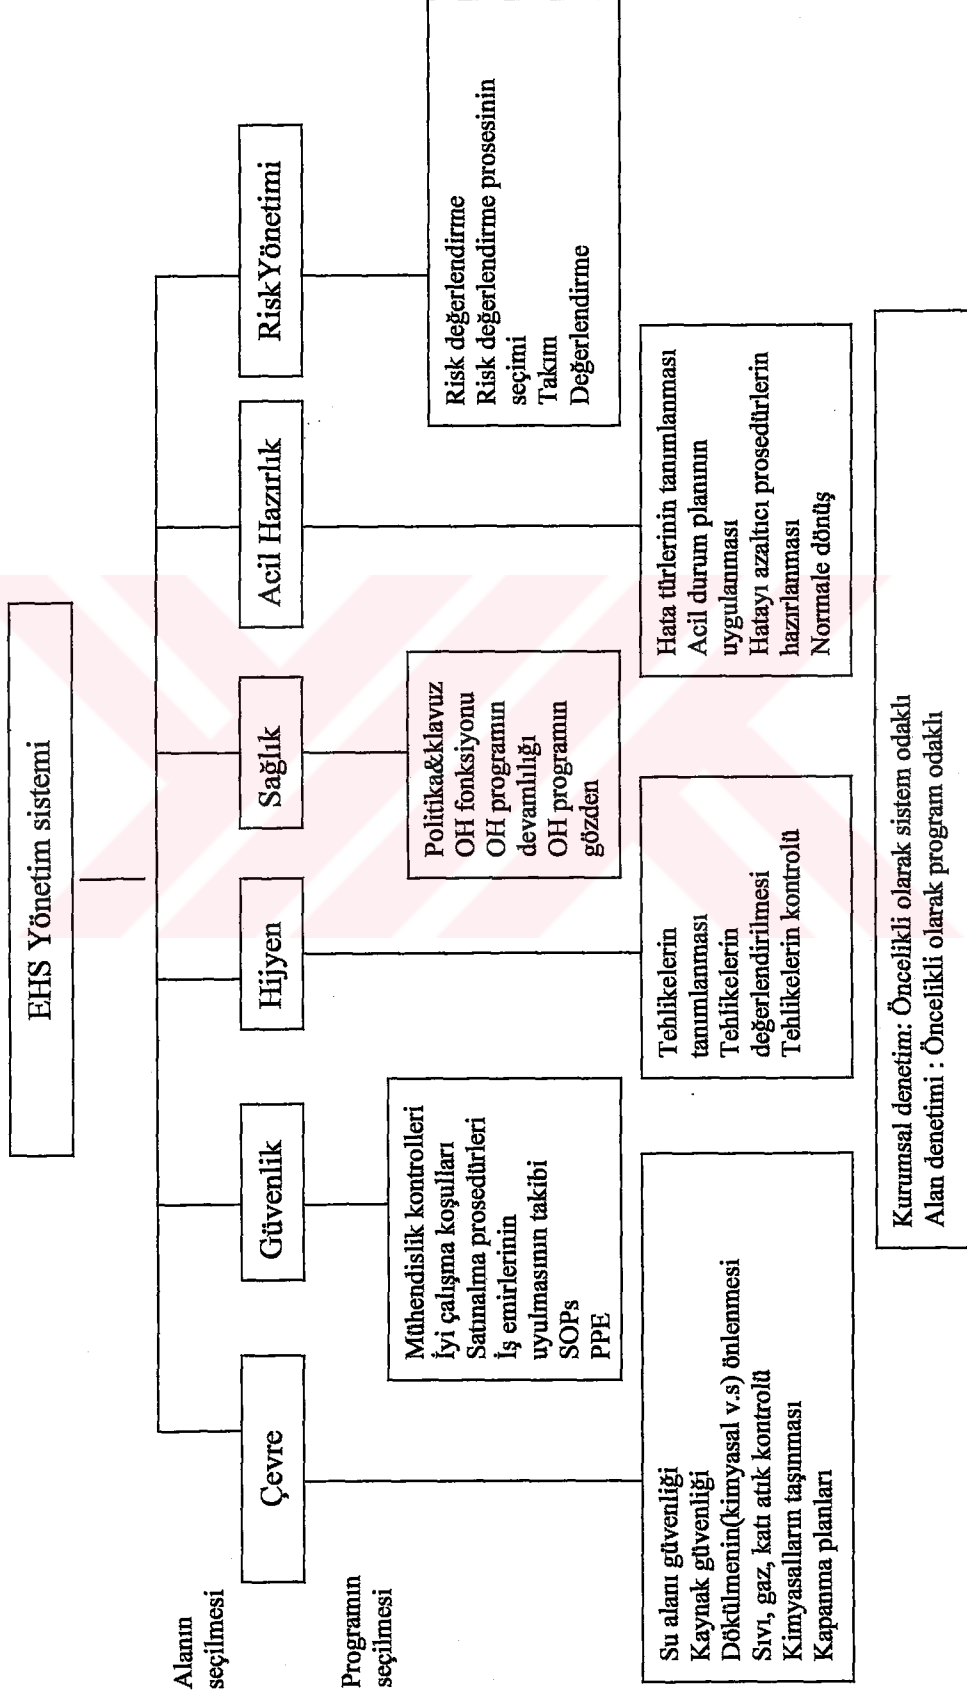 EHS Yönetim sistemi
Alanın
seçilmesi
Çevre
Güvenlik
Hijyen
Sağlık
Acil Hazırlık
RiskYönetimi
Programın
seçilmesi
Su alanı güvenliği
Kaynak güvenliği
Dökülmenin(kimyasal v.s) önlenmesi
Sıvı, gaz, katı atık kontrolü
Kimyasalların taşınması
Kapanma planları
Mühendislik kontrolleri
İyi çalışma koşulları
Satınalma prosedürleri
İş emirlerinin
uyulmasının takibi
SOPs
PPE
Tehlikelerin
tanımlanması
Tehlikelerin
değerlendirilmesi
Tehlikelerin kontrolü
Politika&klavuz
OH fonksiyonu
OH programın
devamlılığı
OH programın
gözden
Hata türlerinin tanımlanması
Acil durum planının
uygulanması
Hatayı azaltıcı prosedürlerin
hazırlanması
Normale dönüş
Risk değerlendirme
Risk değerlendirme prosesinin
seçimi
Takım
Değerlendirme
Kurumsal denetim: Öncelikli olarak sistem odaklı
Alan denetimi : Öncelikli olarak program odaklı